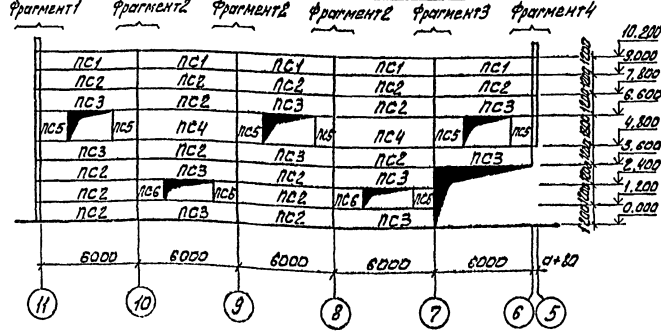 Фрагмент1 Фрагмент2 Фрагмент2 Фрагмент2 Фрагмент3 Фрагмент4
10.200
пс1 пс1 пс1 пс1 пс1
9.000
пс2 пс2 пс2 пс2 пс2
7.800
пс3 пс2 пс3 пс2 пс3
6.600
пс5 пс5 пс4 пс5 пс5 пс4 пс5 пс5
4.800
пс3 пс2 пс3 пс2 пс3
3.600
пс2 пс3 пс2 пс3
2.400
пс2 пс6 пс6 пс2 пс6 пс6
1.200
пс2 пс3 пс2 пс3
0.000
6000 6000 6000 6000 6000 а+80
11 10 9 8 7 6 5